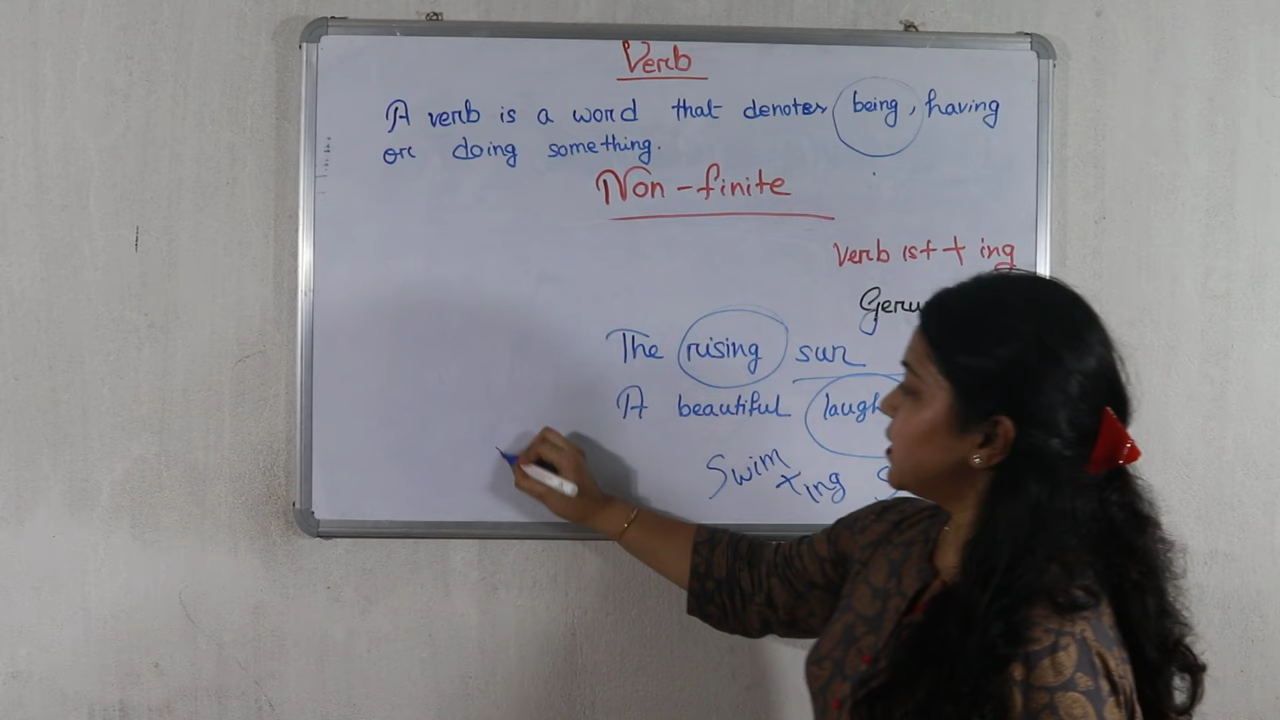 Verb
A verb is a word that denotes being, having
or doing something.
Non-finite
Verb ist + ing
Geru
The rising sun
A beautiful laugh
Swim
+ing S